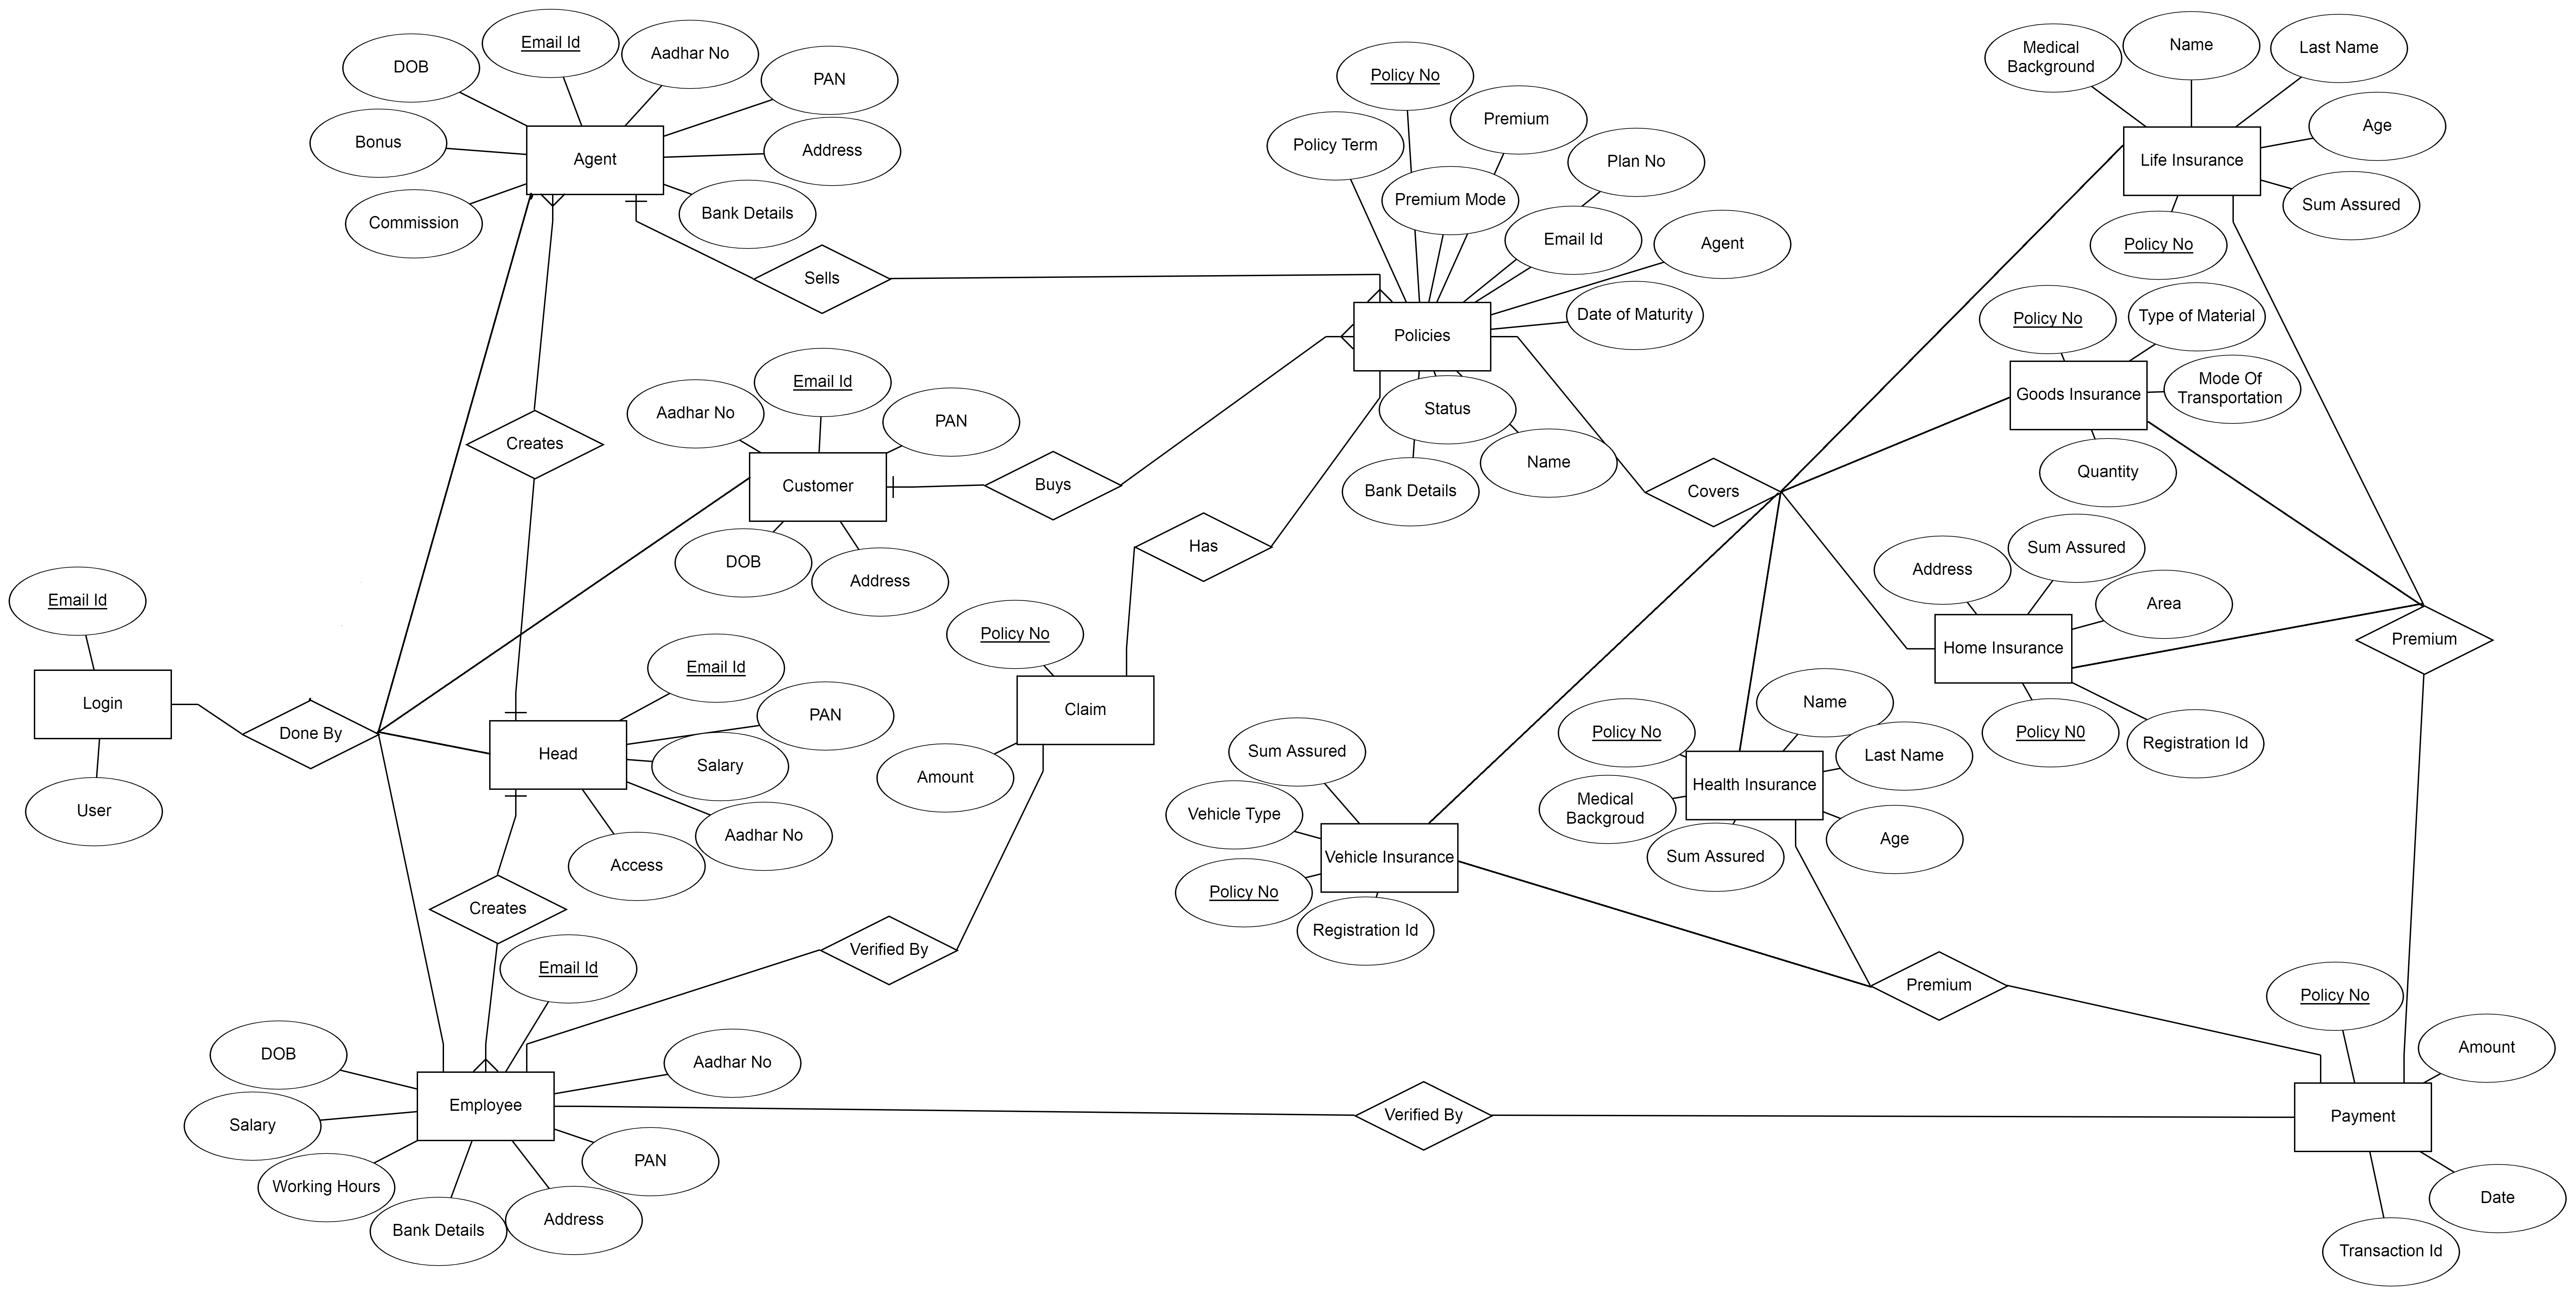 Email Id
DOB
Aadhar No
PAN
Bonus
Agent
Address
Commission
Bank Details
Sells
Creates
Policy No
Premium
Policy Term
Plan No
Premium Mode
Email Id
Agent
Date of Maturity
Policies
Status
Name
Bank Details
Medical
Background
Name
Last Name
Age
Life Insurance
Sum Assured
Policy No
Policy No
Type of Material
Goods Insurance
Mode Of
Transportation
Quantity
Email Id
Aadhar No
PAN
Customer
DOB
Address
Buys
Has
Covers
Sum Assured
Address
Area
Home Insurance
Policy N0
Registration Id
Premium
Email Id
Login
User
Done By
Email Id
PAN
Head
Salary
Aadhar No
Access
Policy No
Claim
Amount
Creates
Verified By
Sum Assured
Vehicle Type
Vehicle Insurance
Policy No
Registration Id
Name
Policy No
Last Name
Health Insurance
Medical
Backgroud
Age
Sum Assured
Premium
Email Id
DOB
Aadhar No
Salary
Employee
PAN
Working Hours
Address
Bank Details
Verified By
Policy No
Amount
Payment
Date
Transaction Id